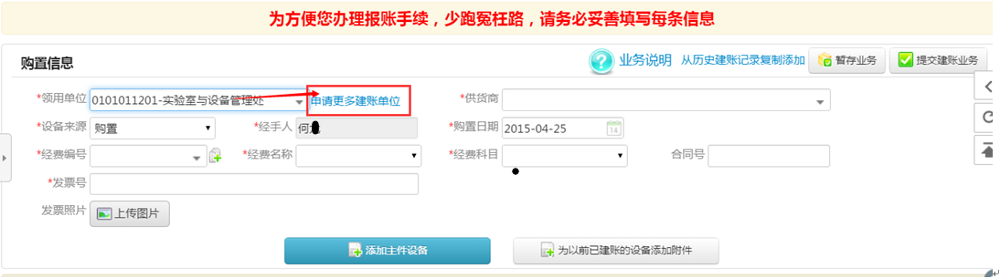 为方便您办理报账手续，少跑冤枉路，请务必妥善填写每条信息
购置信息 业务说明 从历史建账记录复制添加 暂存业务 提交建账业务
*领用单位 0101011201-实验室与设备管理处 申请更多建账单位 *供货商
*设备来源 购置 *经手人 何 *购置日期 2015-04-25 14
*经费编号 *经费名称 *经费科目 合同号
*发票号
发票照片 上传图片
添加主件设备 为以前已建账的设备添加附件